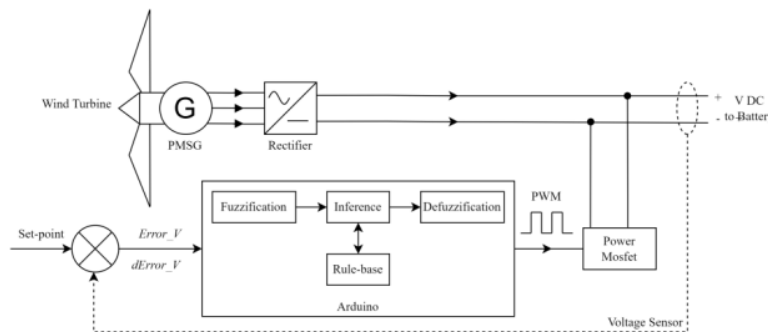 Wind Turbine
G
PMSG
Rectifier
+ V DC
- to Batter
Set-point
Error_V
dError_V
Fuzzification
Inference
Defuzzification
Rule-base
Arduino
PWM
Power
Mosfet
Voltage Sensor